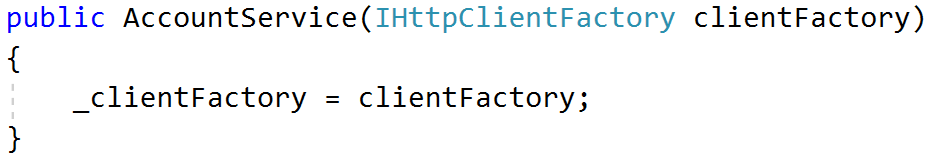 public AccountService(IHttpClientFactory clientFactory)
{
    _clientFactory = clientFactory;
}